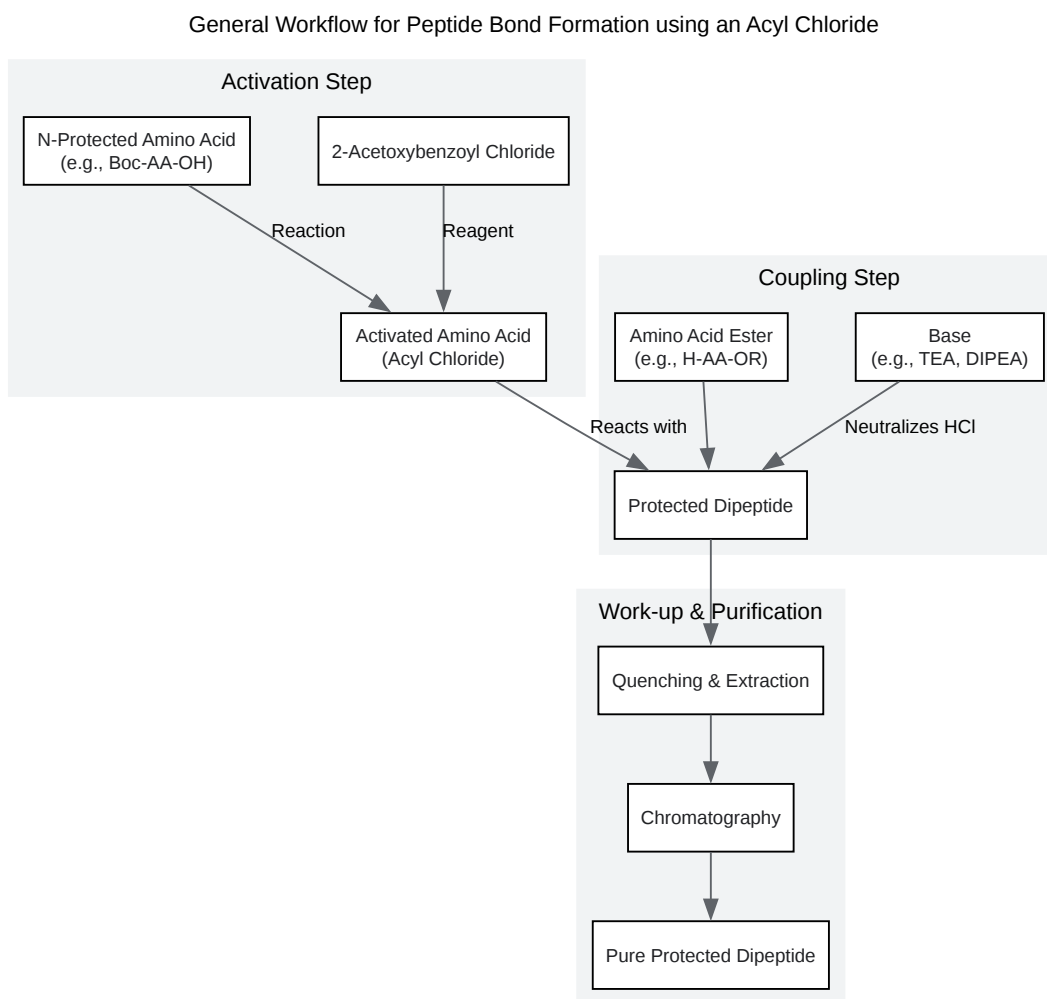 General Workflow for Peptide Bond Formation using an Acyl Chloride
Activation Step
N-Protected Amino Acid
(e.g., Boc-AA-OH)
2-Acetoxybenzoyl Chloride
Reaction
Reagent
Activated Amino Acid
(Acyl Chloride)
Coupling Step
Amino Acid Ester
(e.g., H-AA-OR)
Base
(e.g., TEA, DIPEA)
Reacts with
Neutralizes HCl
Protected Dipeptide
Work-up & Purification
Quenching & Extraction
Chromatography
Pure Protected Dipeptide